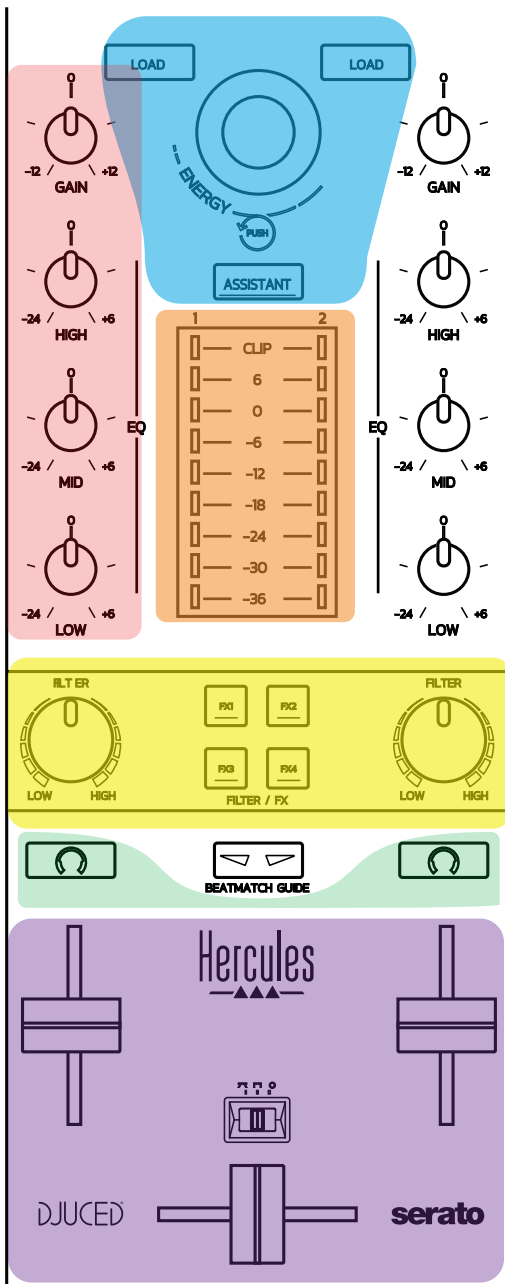 LOAD LOAD
0 0
-12 +12 -12 +12
GAIN GAIN
ENERGY
PUSH
0 0
-24 +6 -24 +6
HIGH HIGH
ASSISTANT
1 2
CLIP
6
0
-6
-12
-18
-24
-30
-36
0 0
EQ EQ
-24 +6 -24 +6
MID MID
0 0
-24 +6 -24 +6
LOW LOW
FILTER FILTER
FX1 FX2
FX3 FX4
LOW HIGH LOW HIGH
FILTER / FX
BEATMATCH GUIDE
Hercules
DJUCED serato